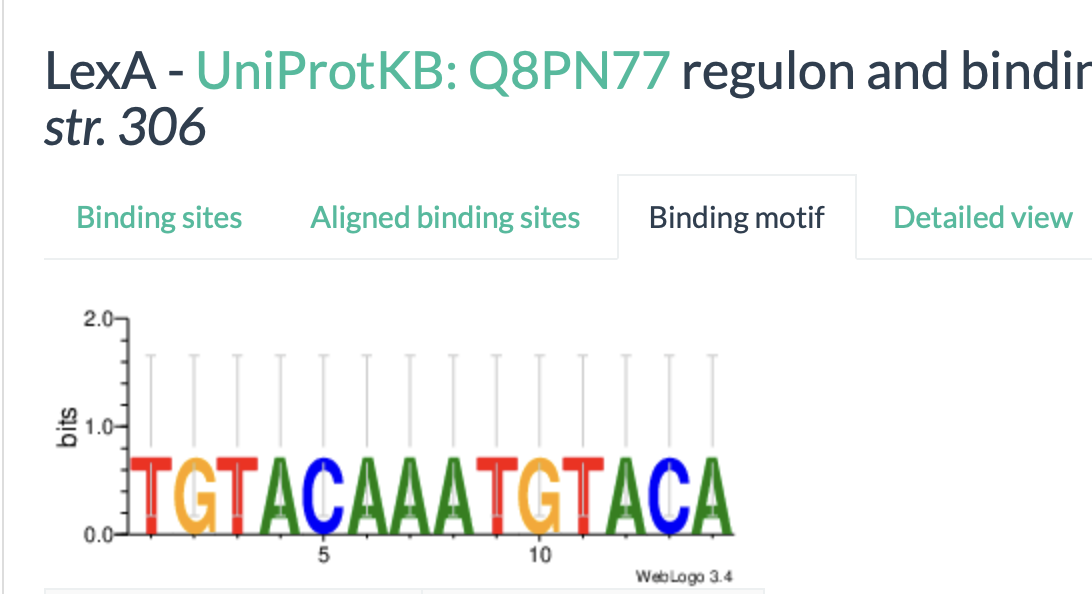 LexA - UniProtKB: Q8PN77 regulon and bindin
str. 306
Binding sites Aligned binding sites Binding motif Detailed view
2.0
bits
1.0
0.0
TGTACAAATGTACA
5 10
WebLogo 3.4